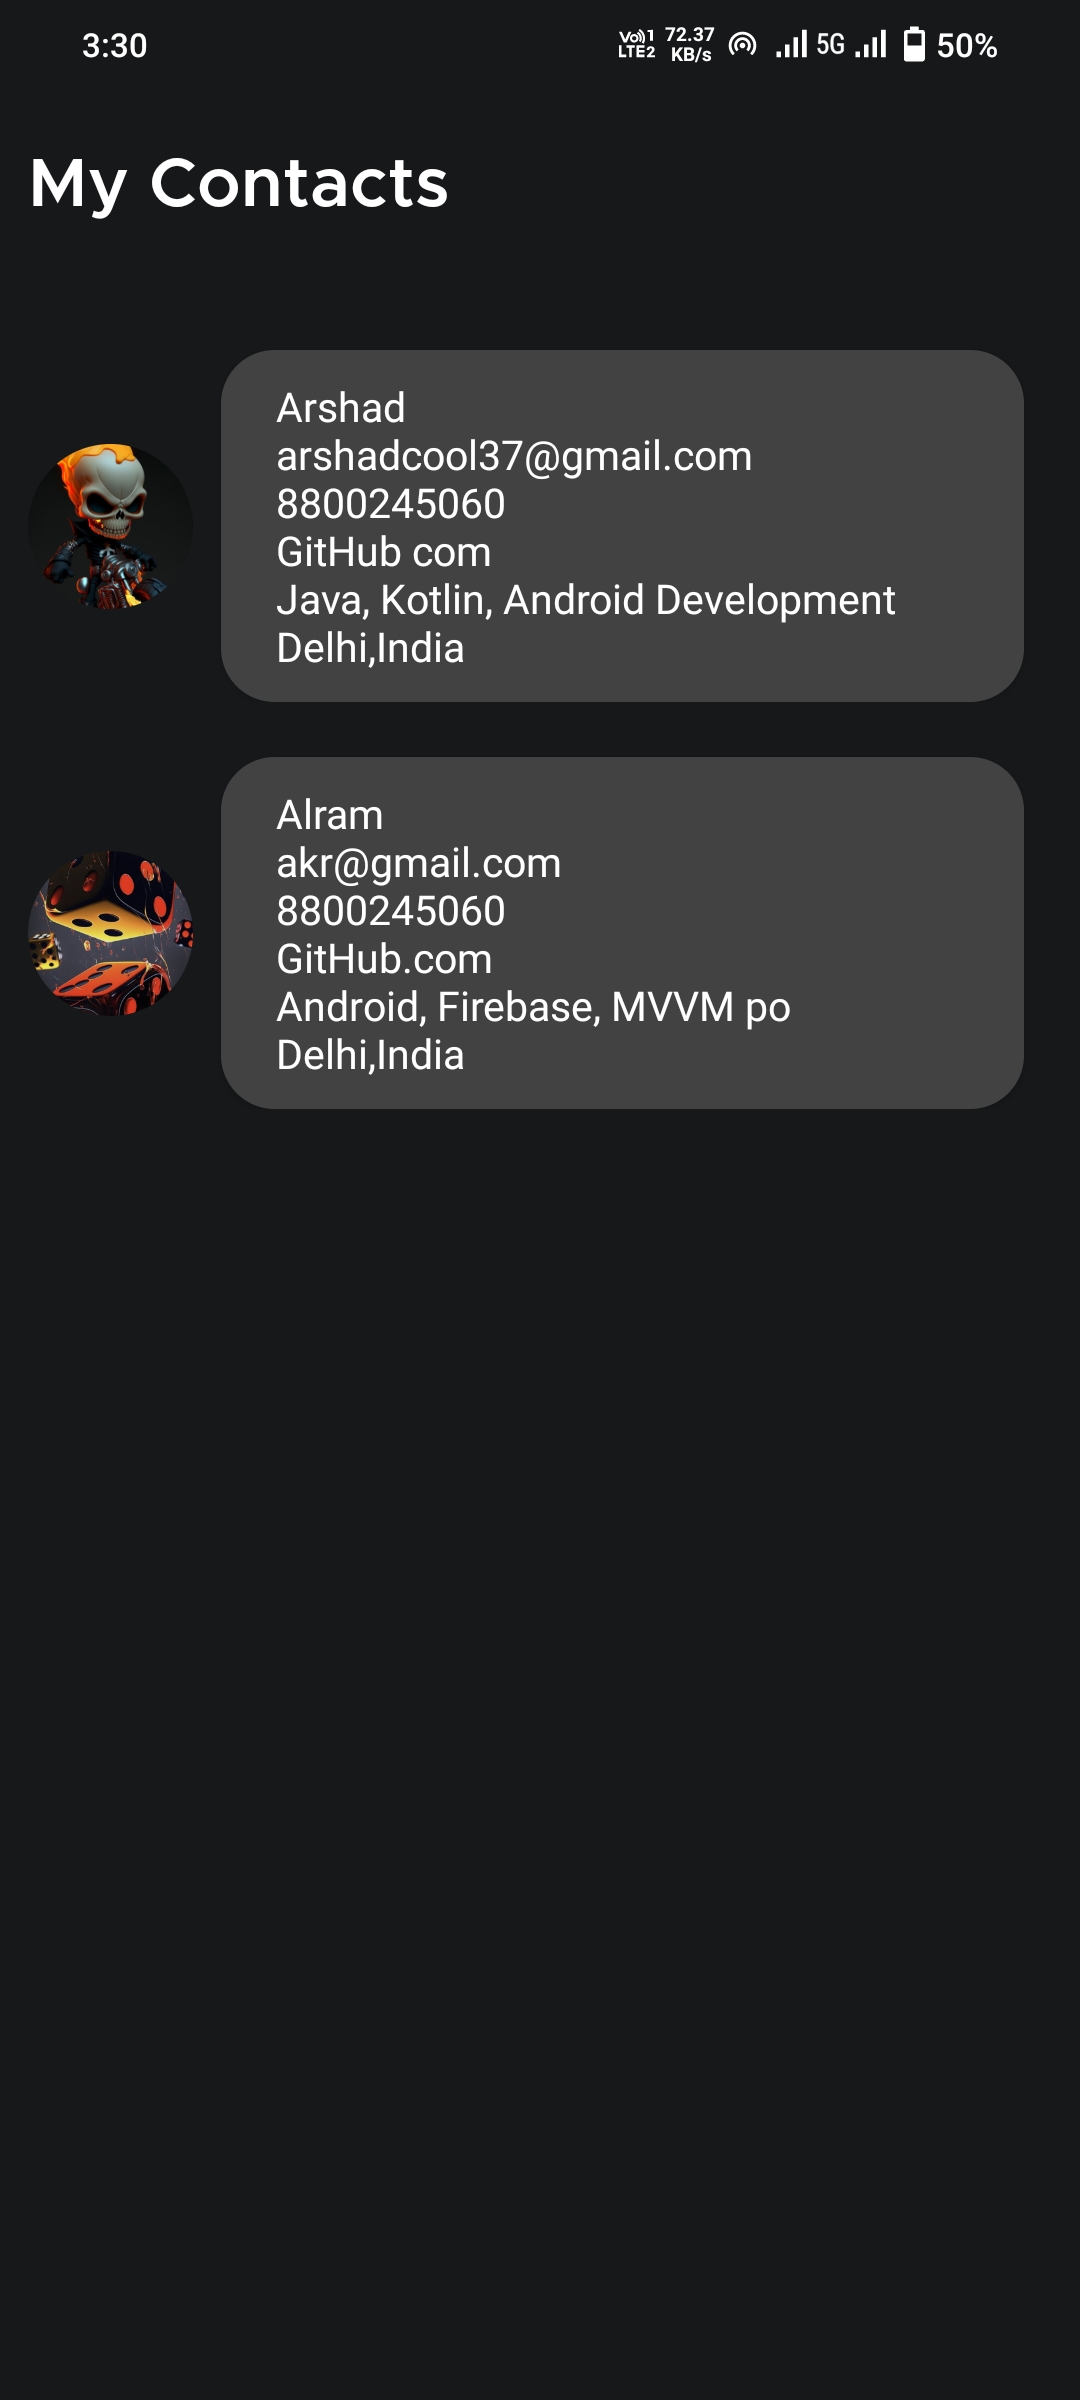 3:30 Vo))1 LTE2 72.37 KB/s 5G 50%
My Contacts
Arshad
arshadcool37@gmail.com
8800245060
GitHub com
Java, Kotlin, Android Development
Delhi,India
Alram
akr@gmail.com
8800245060
GitHub.com
Android, Firebase, MVVM po
Delhi,India